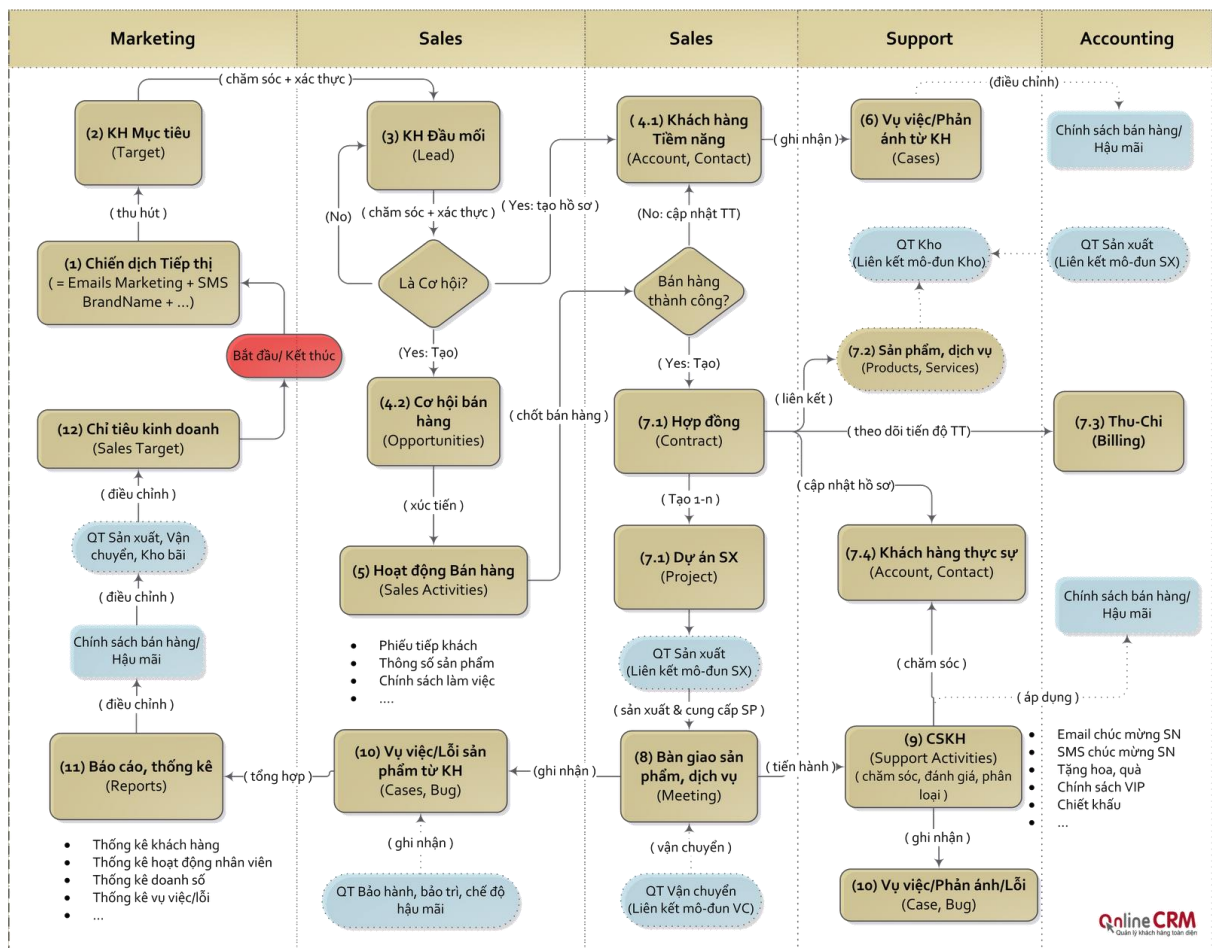 Marketing
Sales
Sales
Support
Accounting
( chăm sóc + xác thực )
(2) KH Mục tiêu
(Target)
( thu hút )
(1) Chiến dịch Tiếp thị
( = Emails Marketing + SMS
BrandName + ...)
Bắt đầu/ Kết thúc
(12) Chỉ tiêu kinh doanh
(Sales Target)
( điều chỉnh )
QT Sản xuất, Vận
chuyển, Kho bãi
( điều chỉnh )
Chính sách bán hàng/
Hậu mãi
( điều chỉnh )
(11) Báo cáo, thống kê
(Reports)
• Thống kê khách hàng
• Thống kê hoạt động nhân viên
• Thống kê doanh số
• Thống kê vụ việc/lỗi
• ...
( tổng hợp )
(3) KH Đầu mối
(Lead)
(No)
( chăm sóc + xác thực )
(Yes: tạo hồ sơ )
Là Cơ hội?
(Yes: Tạo)
(4.2) Cơ hội bán
hàng
(Opportunities)
( xúc tiến )
(5) Hoạt động Bán hàng
(Sales Activities)
• Phiếu tiếp khách
• Thông số sản phẩm
• Chính sách làm việc
• ....
( chốt bán hàng )
(10) Vụ việc/Lỗi sản
phẩm từ KH
(Cases, Bug)
( ghi nhận )
QT Bảo hành, bảo trì, chế độ
hậu mãi
(ghi nhận )
( 4.1) Khách hàng
Tiềm năng
(Account, Contact)
( ghi nhận )
(No: cập nhật TT)
Bán hàng
thành công?
( Yes: Tạo)
(7.1) Hợp đồng
(Contract)
( Tạo 1-n )
(7.1) Dự án SX
(Project)
QT Sản xuất
(Liên kết mô-đun SX)
( sản xuất & cung cấp SP )
(8) Bàn giao sản
phẩm, dịch vụ
(Meeting)
( vận chuyển )
QT Vận chuyển
(Liên kết mô-đun VC)
( tiến hành )
(6) Vụ việc/Phản
ánh từ KH
(Cases)
(điều chỉnh)
Chính sách bán hàng/
Hậu mãi
QT Kho
(Liên kết mô-đun Kho)
QT Sản xuất
(Liên kết mô-đun SX)
(7.2) Sản phẩm, dịch vụ
(Products, Services)
( liên kết )
( theo dõi tiến độ TT)
(7.3) Thu-Chi
(Billing)
( cập nhật hồ sơ)
(7.4) Khách hàng thực sự
(Account, Contact)
Chính sách bán hàng/
Hậu mãi
( chăm sóc )
( áp dụng )
(9) CSKH
(Support Activities)
( chăm sóc, đánh giá, phân
loại )
• Email chúc mừng SN
• SMS chúc mừng SN
• Tặng hoa, quà
• Chính sách VIP
• Chiết khấu
• ...
( ghi nhận )
(10) Vụ việc/Phản ánh/Lỗi
(Case, Bug)
OnlineCRM
Quản lý khách hàng toàn diện